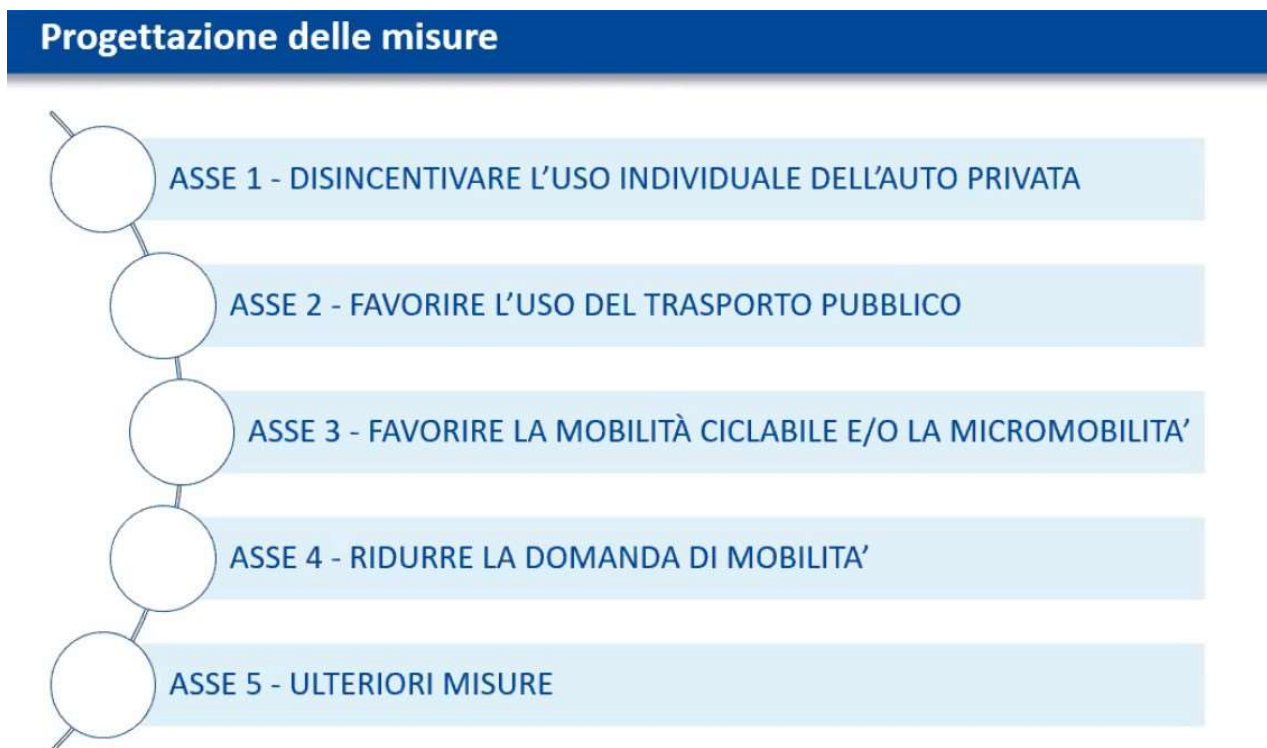 Progettazione delle misure
ASSE 1 - DISINCENTIVARE L’USO INDIVIDUALE DELL’AUTO PRIVATA
ASSE 2 - FAVORIRE L’USO DEL TRASPORTO PUBBLICO
ASSE 3 - FAVORIRE LA MOBILITÀ CICLABILE E/O LA MICROMOBILITA’
ASSE 4 - RIDURRE LA DOMANDA DI MOBILITA’
ASSE 5 - ULTERIORI MISURE